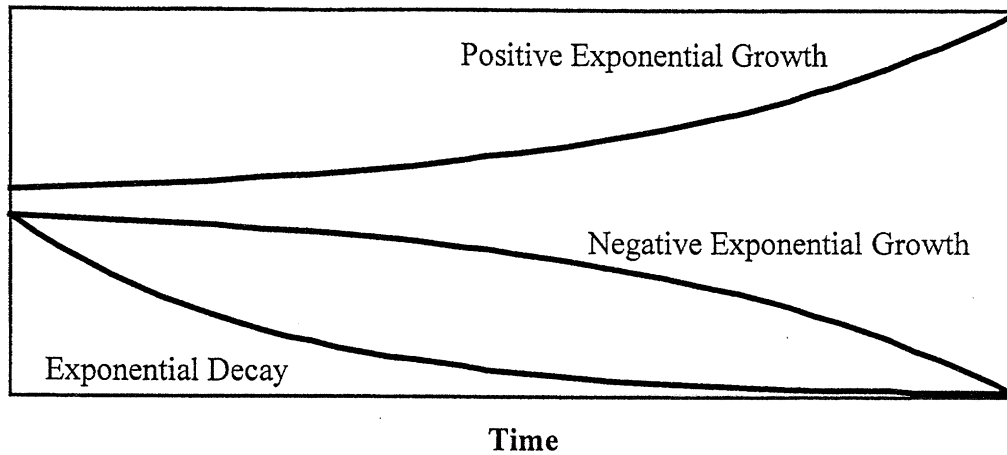 Positive Exponential Growth
Negative Exponential Growth
Exponential Decay
Time